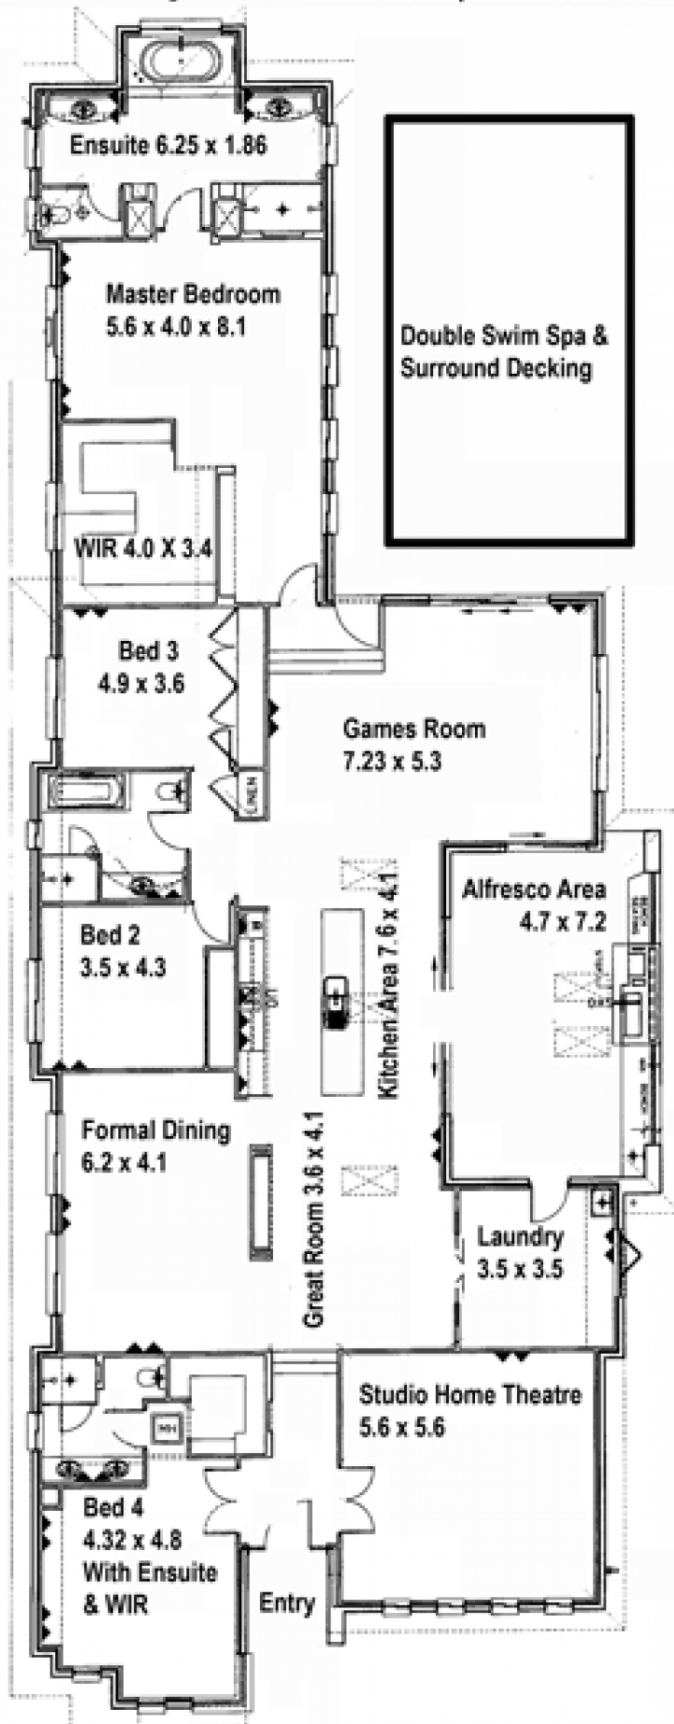 Ensuite 6.25 x 1.86
Master Bedroom
5.6 x 4.0 x 8.1
Double Swim Spa &
Surround Decking
WIR 4.0 X 3.4
Bed 3
4.9 x 3.6
Games Room
7.23 x 5.3
LINEN
Kitchen Area 7.6 x 4.1
Alfresco Area
4.7 x 7.2
Bed 2
3.5 x 4.3
Formal Dining
6.2 x 4.1
Great Room 3.6 x 4.1
Laundry
3.5 x 3.5
Studio Home Theatre
5.6 x 5.6
MH
Bed 4
4.32 x 4.8
With Ensuite
& WIR
Entry